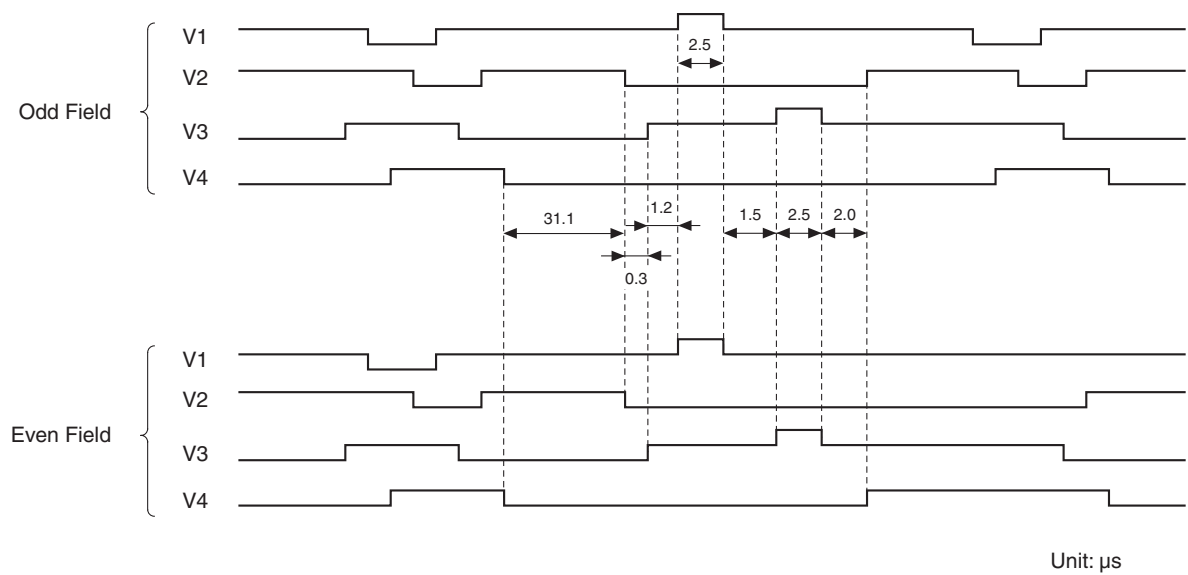 Odd Field
V1
2.5
V2
V3
V4
31.1
1.2
1.5
2.5
2.0
0.3
Even Field
V1
V2
V3
V4
Unit: μs